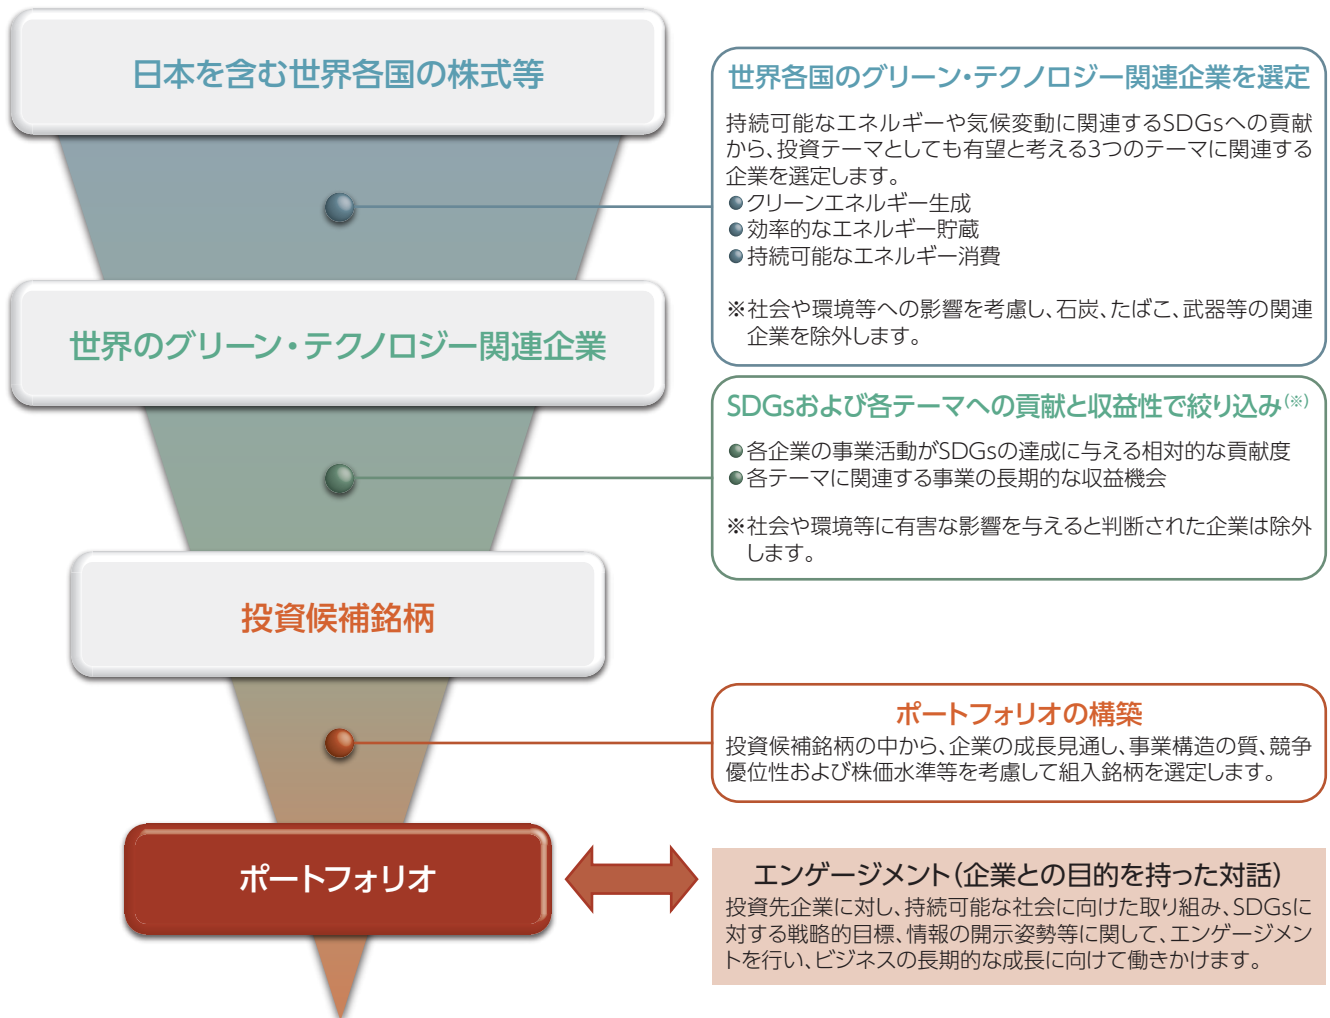 日本を含む世界各国の株式等
世界各国のグリーン・テクノロジー関連企業を選定
持続可能なエネルギーや気候変動に関連するSDGsへの貢献
から、投資テーマとしても有望と考える3つのテーマに関連する
企業を選定します。
●クリーンエネルギー生成
●効率的なエネルギー貯蔵
●持続可能なエネルギー消費
※社会や環境等への影響を考慮し、石炭、たばこ、武器等の関連
企業を除外します。
世界のグリーン・テクノロジー関連企業
SDGsおよび各テーマへの貢献と収益性で絞り込み(※)
●各企業の事業活動がSDGsの達成に与える相対的な貢献度
●各テーマに関連する事業の長期的な収益機会
※社会や環境等に有害な影響を与えると判断された企業は除外
します。
投資候補銘柄
ポートフォリオの構築
投資候補銘柄の中から、企業の成長見通し、事業構造の質、競争
優位性および株価水準等を考慮して組入銘柄を選定します。
ポートフォリオ
エンゲージメント(企業との目的を持った対話)
投資先企業に対し、持続可能な社会に向けた取り組み、SDGsに
対する戦略的目標、情報の開示姿勢等に関して、エンゲージメン
トを行い、ビジネスの長期的な成長に向けて働きかけます。